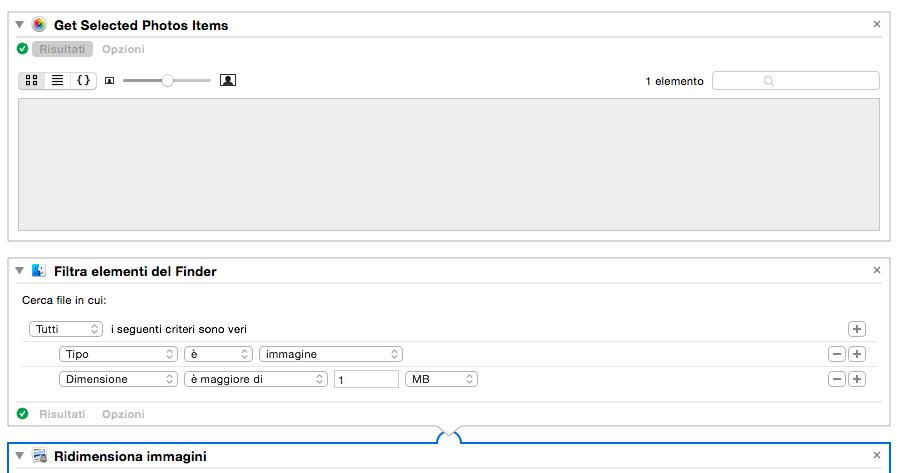 Get Selected Photos Items
Risultati Opzioni
1 elemento
Filtra elementi del Finder
Cerca file in cui:
Tutti i seguenti criteri sono veri
Tipo è immagine
Dimensione è maggiore di 1 MB
Risultati Opzioni
Ridimensiona immagini